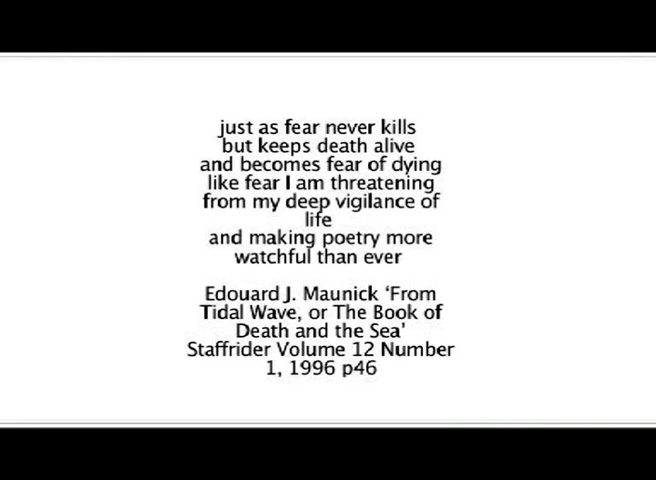 just as fear never kills
but keeps death alive
and becomes fear of dying
like fear I am threatening
from my deep vigilance of
life
and making poetry more
watchful than ever
Edouard J. Maunick ‘From
Tidal Wave, or The Book of
Death and the Sea’
Staffrider Volume 12 Number
1, 1996 p46